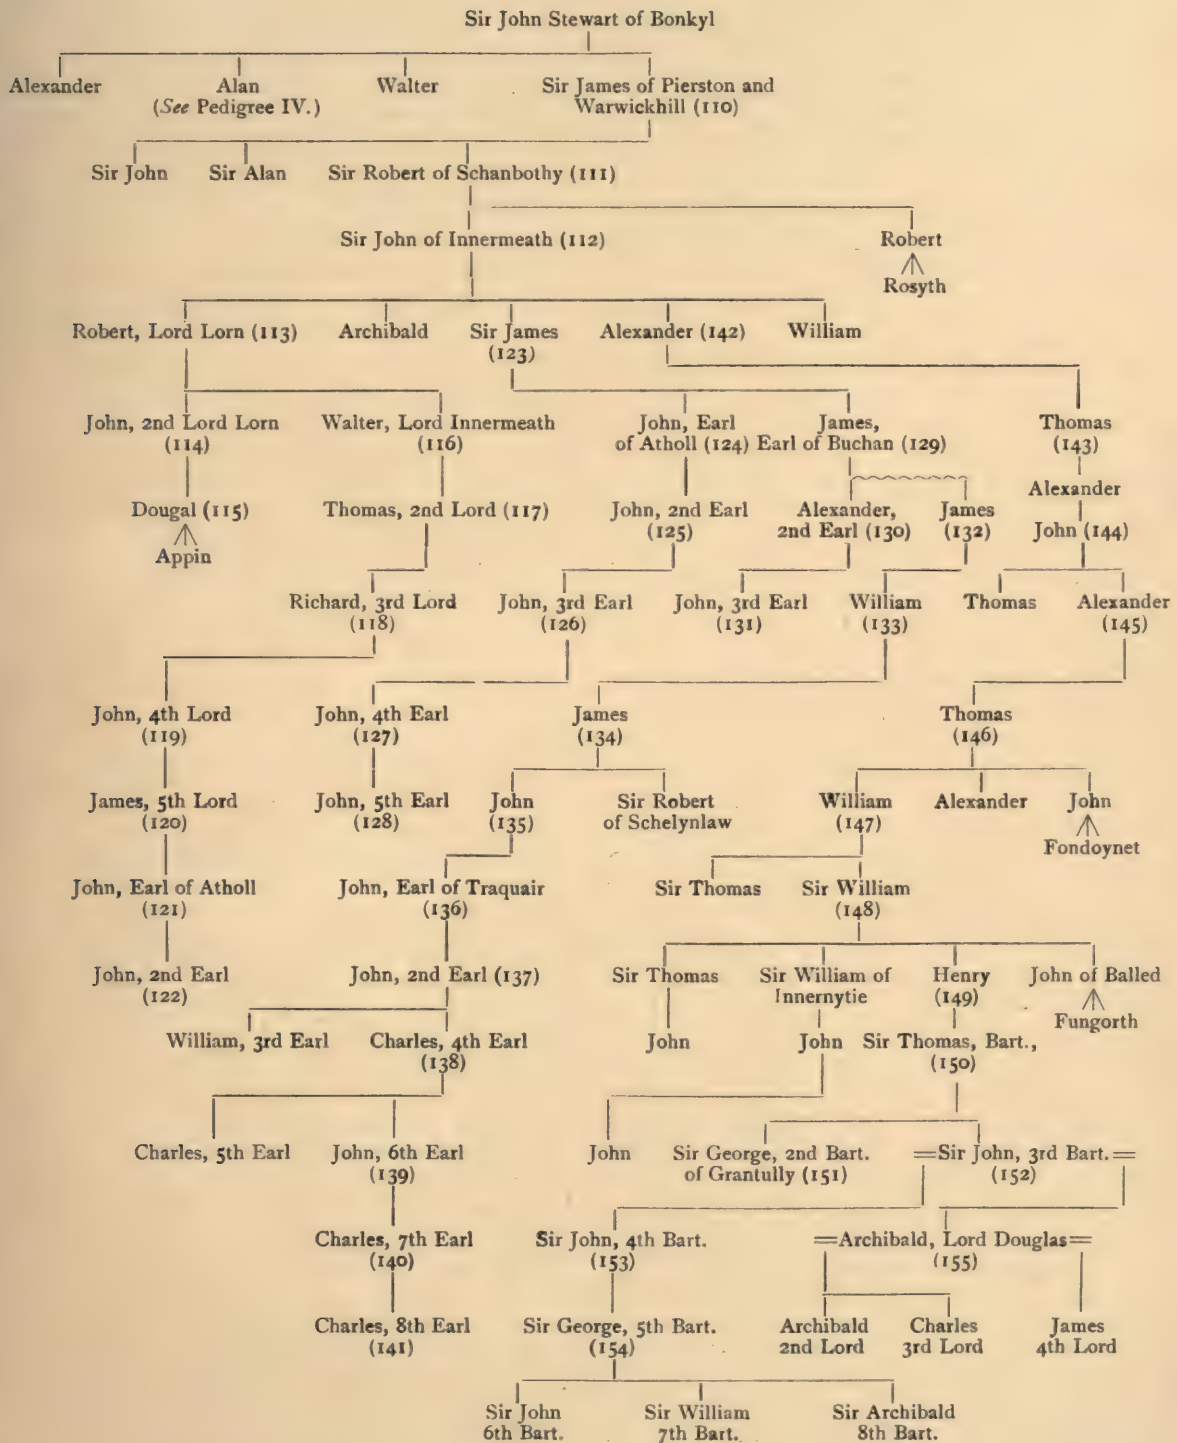 Sir John Stewart of Bonkyl
Alexander Alan Walter Sir James of Pierston and
(See Pedigree IV.) Warwickhill (110)
Sir John Sir Alan Sir Robert of Schanbothy (111)
Sir John of Innermeath (112) Robert
Rosyth
Robert, Lord Lorn (113) Archibald Sir James Alexander (142) William
(123)
John, 2nd Lord Lorn Walter, Lord Innermeath John, Earl James, Thomas
(114) (116) of Atholl (124) Earl of Buchan (129) (143)
Alexander
Dougal (115) Thomas, 2nd Lord (117) John, 2nd Earl Alexander, James
(125) 2nd Earl (130) (132) John (144)
Appin
Richard, 3rd Lord John, 3rd Earl John, 3rd Earl William Thomas Alexander
(118) (126) (131) (133) (145)
John, 4th Lord John, 4th Earl James Thomas
(119) (127) (134) (146)
James, 5th Lord John, 5th Earl John Sir Robert William Alexander John
(120) (128) (135) of Schelynlaw (147)
Fondoynet
John, Earl of Atholl John, Earl of Traquair Sir Thomas Sir William
(121) (136) (148)
John, 2nd Earl John, 2nd Earl (137) Sir Thomas Sir William of Henry John of Balled
(122) Innernytie (149)
Fungorth
William, 3rd Earl Charles, 4th Earl John John Sir Thomas, Bart.,
(138) (150)
Charles, 5th Earl John, 6th Earl John Sir George, 2nd Bart. Sir John, 3rd Bart.
(139) of Grantully (151) (152)
Charles, 7th Earl Sir John, 4th Bart. Archibald, Lord Douglas
(140) (153) (155)
Charles, 8th Earl Sir George, 5th Bart. Archibald Charles James
(141) (154) 2nd Lord 3rd Lord 4th Lord
Sir John Sir William Sir Archibald
6th Bart. 7th Bart. 8th Bart.